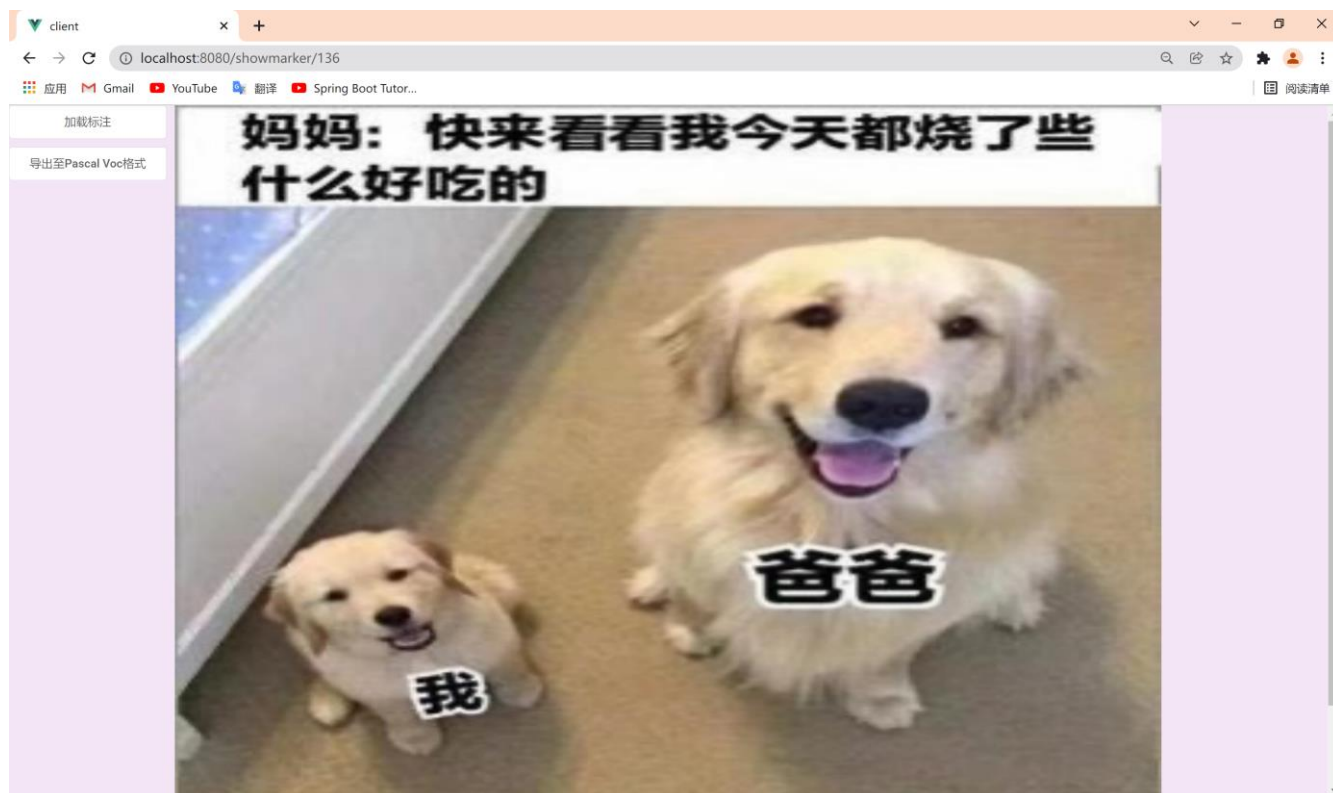 client
localhost:8080/showmarker/136
应用 Gmail YouTube 翻译 Spring Boot Tutor... 阅读清单
加载标注
导出至Pascal Voc格式
妈妈：快来看看我今天都烧了些
什么好吃的
爸爸
我